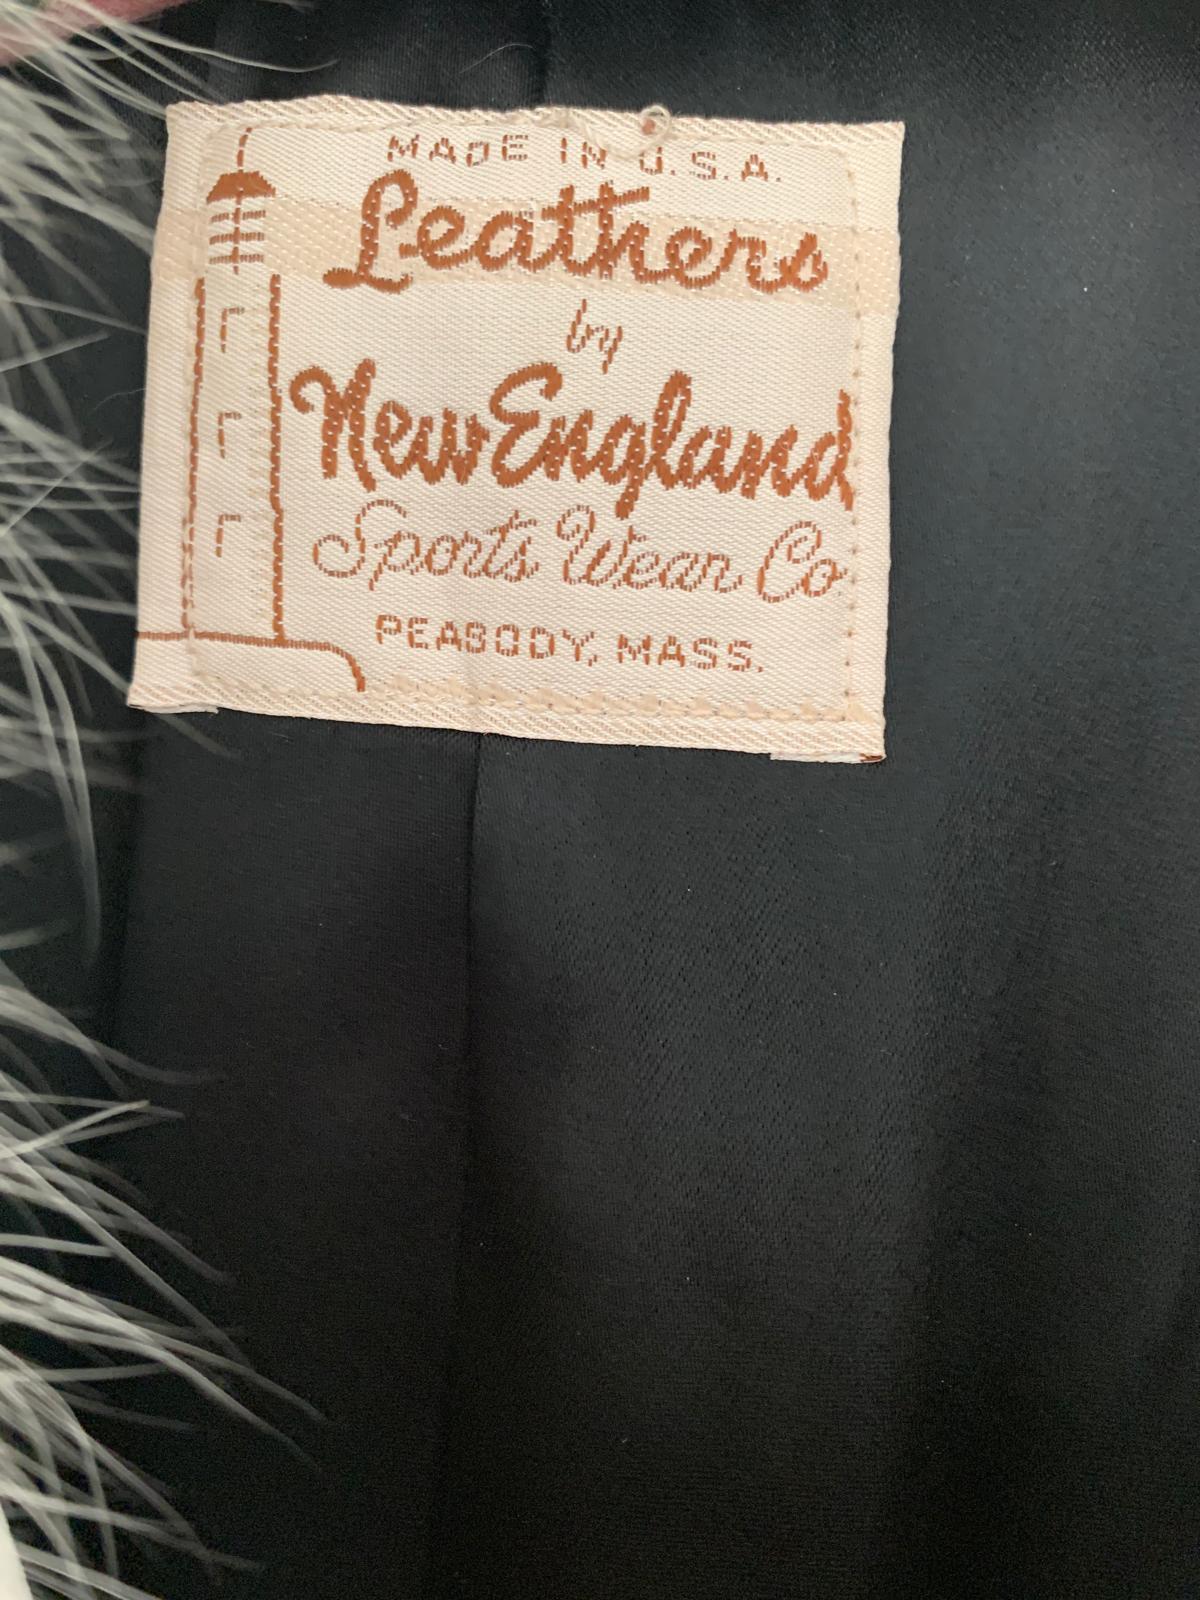 MADE IN U.S.A.
Leathers
by
New England
Sports Wear Co
PEABODY, MASS.